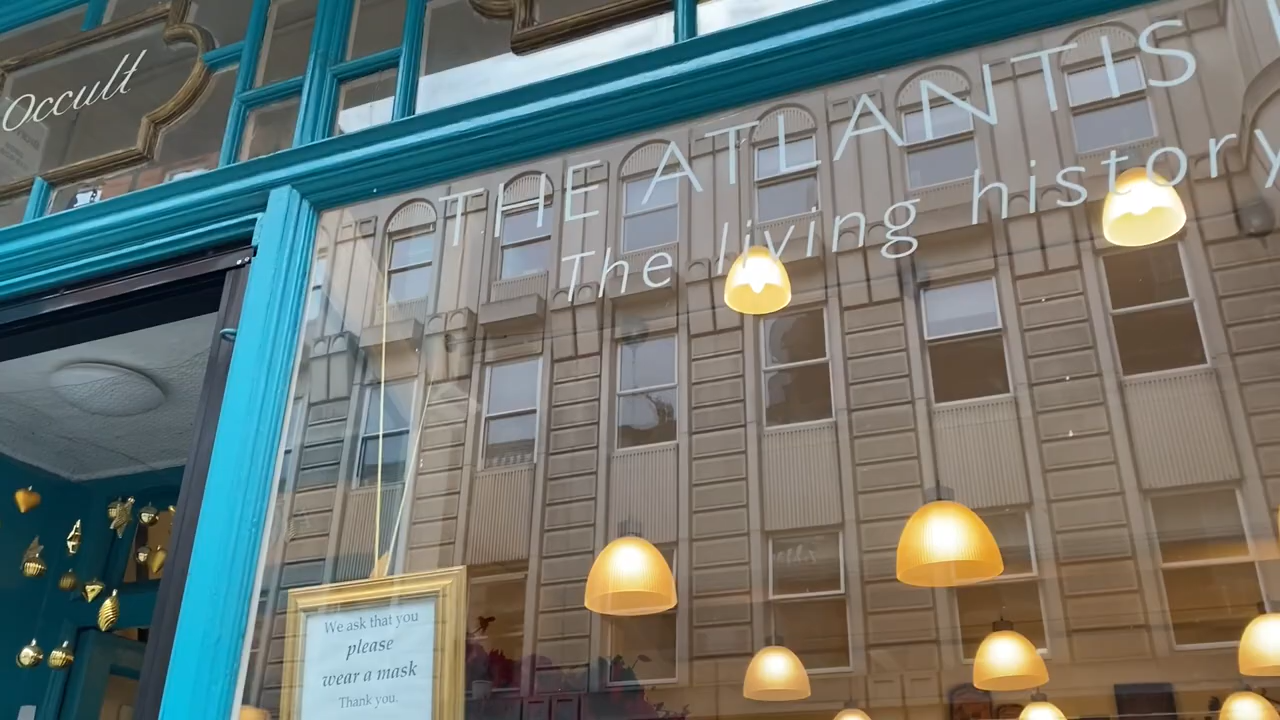 Occult
THE ATLANTIS
The living history
We ask that you
please
wear a mask
Thank you.